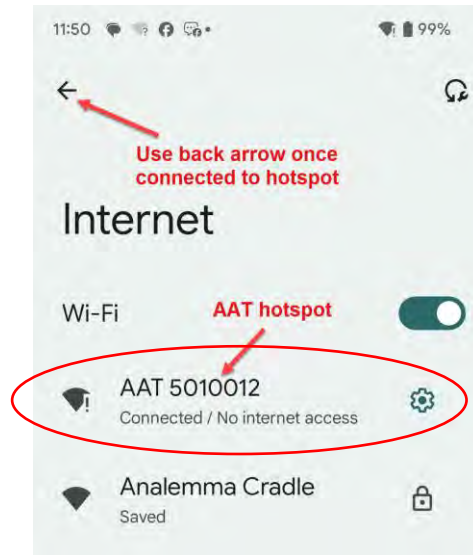 11:50
99%
Use back arrow once
connected to hotspot
Internet
Wi-Fi
AAT hotspot
AAT 5010012
Connected / No internet access
Analemma Cradle
Saved